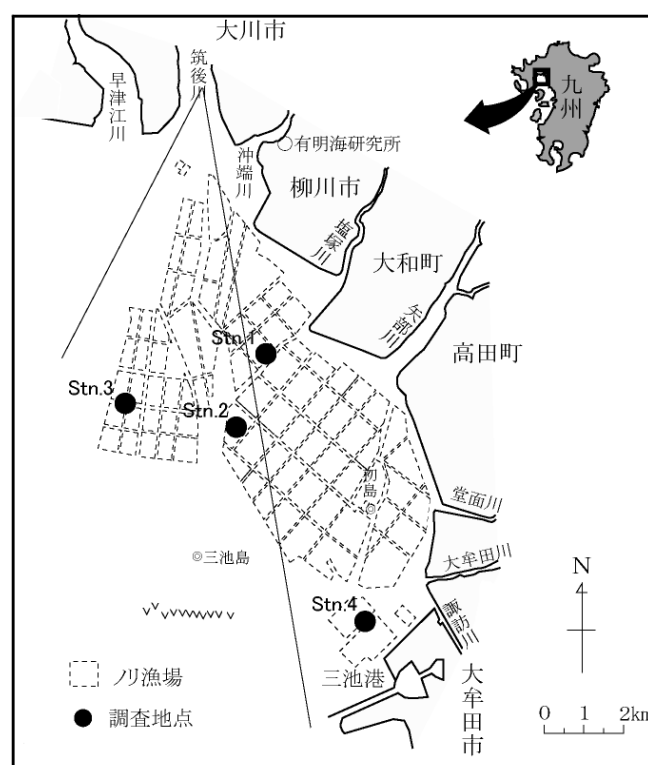 大川市
筑後川
早津江川
沖端川
○有明海研究所
柳川市
塩塚川
大和町
矢部川
高田町
九州
Stn.1
Stn.3
Stn.2
初島
◎三池島
堂面川
大牟田川
諏訪川
Stn.4
三池港
大牟田市
N
ノリ漁場
調査地点
0 1 2km